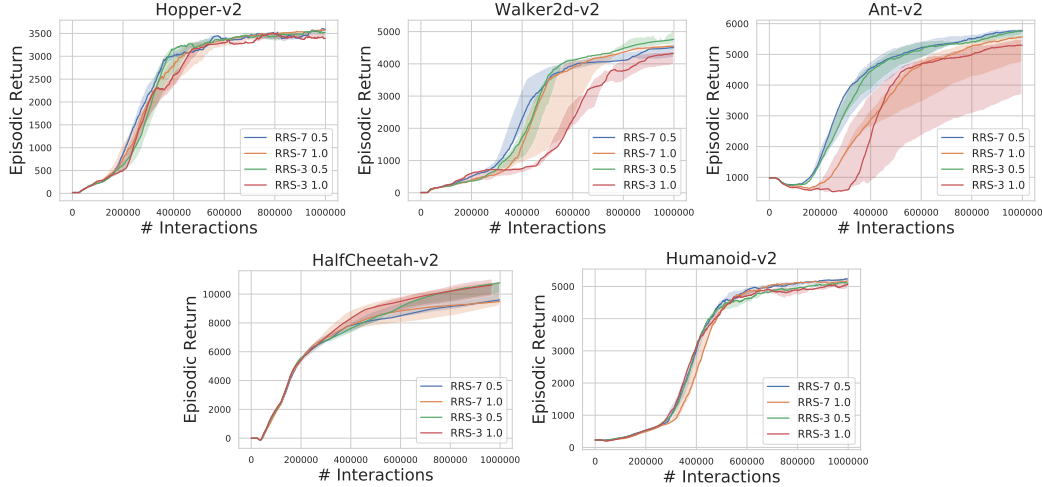 Hopper-v2
Episodic Return
3500
3000
2500
2000
1500
1000
500
0
0 200000 400000 600000 800000 1000000
# Interactions
RRS-7 0.5
RRS-7 1.0
RRS-3 0.5
RRS-3 1.0
Walker2d-v2
Episodic Return
5000
4000
3000
2000
1000
0
0 200000 400000 600000 800000 1000000
# Interactions
RRS-7 0.5
RRS-7 1.0
RRS-3 0.5
RRS-3 1.0
Ant-v2
Episodic Return
6000
5000
4000
3000
2000
1000
0 200000 400000 600000 800000 1000000
# Interactions
RRS-7 0.5
RRS-7 1.0
RRS-3 0.5
RRS-3 1.0
HalfCheetah-v2
Episodic Return
10000
8000
6000
4000
2000
0
0 200000 400000 600000 800000 1000000
# Interactions
RRS-7 0.5
RRS-7 1.0
RRS-3 0.5
RRS-3 1.0
Humanoid-v2
Episodic Return
5000
4000
3000
2000
1000
0
0 200000 400000 600000 800000 1000000
# Interactions
RRS-7 0.5
RRS-7 1.0
RRS-3 0.5
RRS-3 1.0